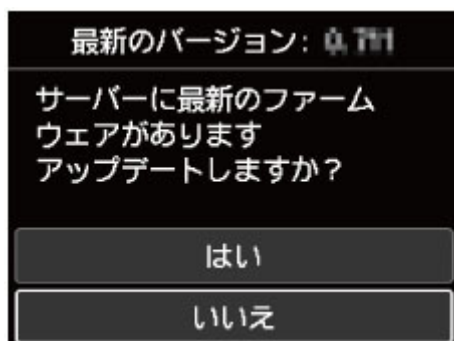 最新のバージョン:
サーバーに最新のファーム
ウェアがあります
アップデートしますか？
はい
いいえ